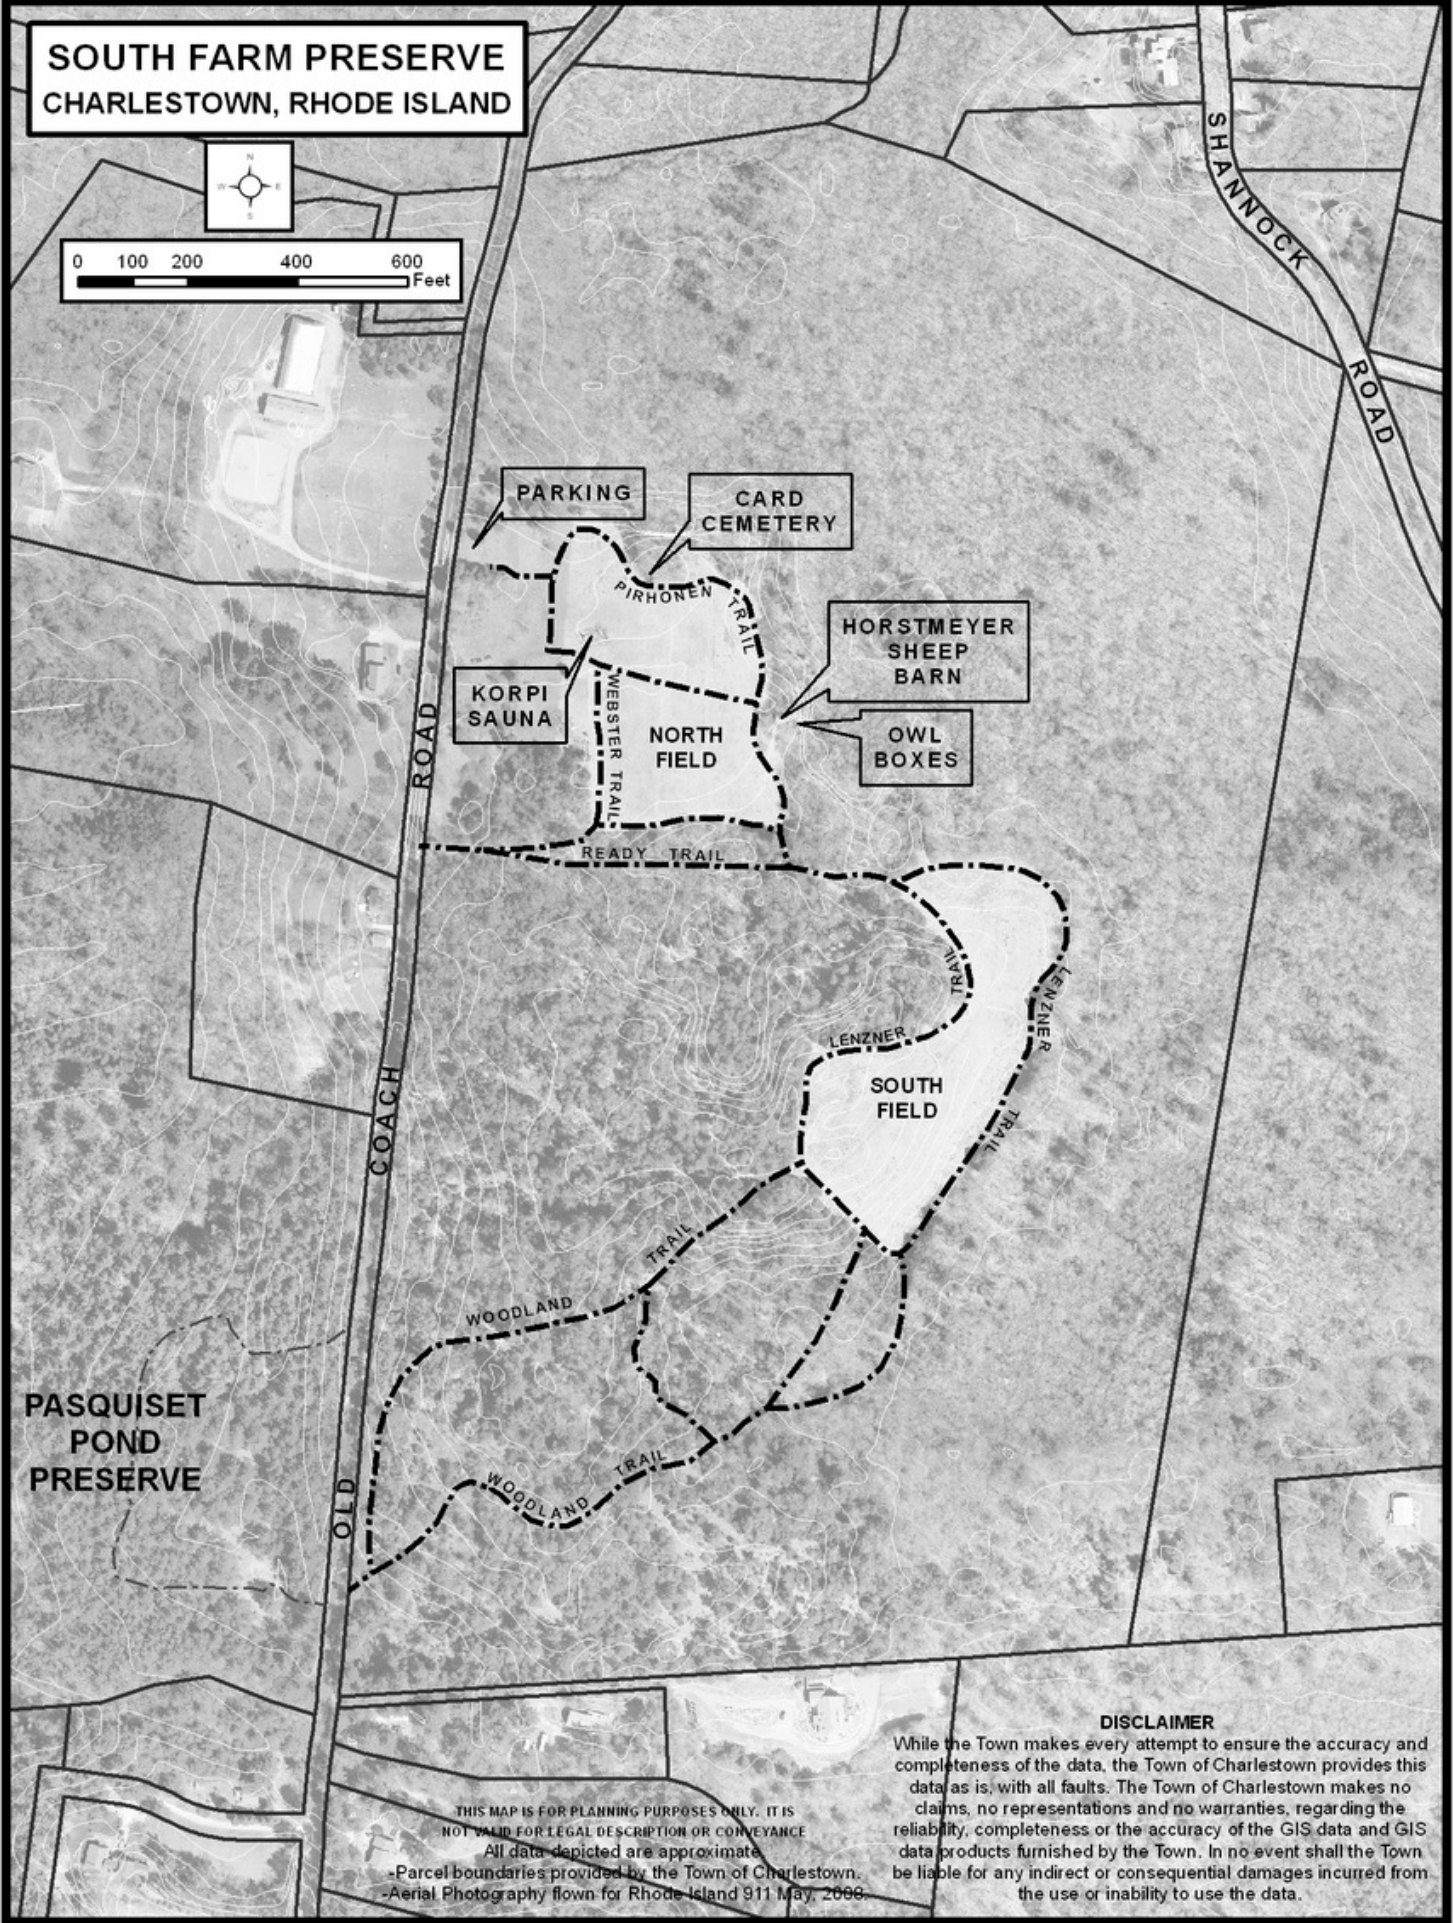 SOUTH FARM PRESERVE
CHARLESTOWN, RHODE ISLAND
N
W E
S
0 100 200 400 600
Feet
SHANNOCK
ROAD
PARKING
CARD
CEMETERY
PIRHONEN
TRAIL
HORSTMEYER
SHEEP
BARN
KORPI
SAUNA
WEBSTER TRAIL
NORTH
FIELD
OWL
BOXES
ROAD
READY TRAIL
TRAIL
LENZNER
LENZNER
SOUTH
FIELD
TRAIL
COACH
TRAIL
WOODLAND
PASQUISET
POND
PRESERVE
TRAIL
WOODLAND
OLD
DISCLAIMER
While the Town makes every attempt to ensure the accuracy and
completeness of the data, the Town of Charlestown provides this
data as is, with all faults. The Town of Charlestown makes no
claims, no representations and no warranties, regarding the
reliability, completeness or the accuracy of the GIS data and GIS
data products furnished by the Town. In no event shall the Town
be liable for any indirect or consequential damages incurred from
the use or inability to use the data.
THIS MAP IS FOR PLANNING PURPOSES ONLY. IT IS
NOT VALID FOR LEGAL DESCRIPTION OR CONVEYANCE
All data depicted are approximate
-Parcel boundaries provided by the Town of Charlestown.
-Aerial Photography flown for Rhode Island 911 May, 2008.